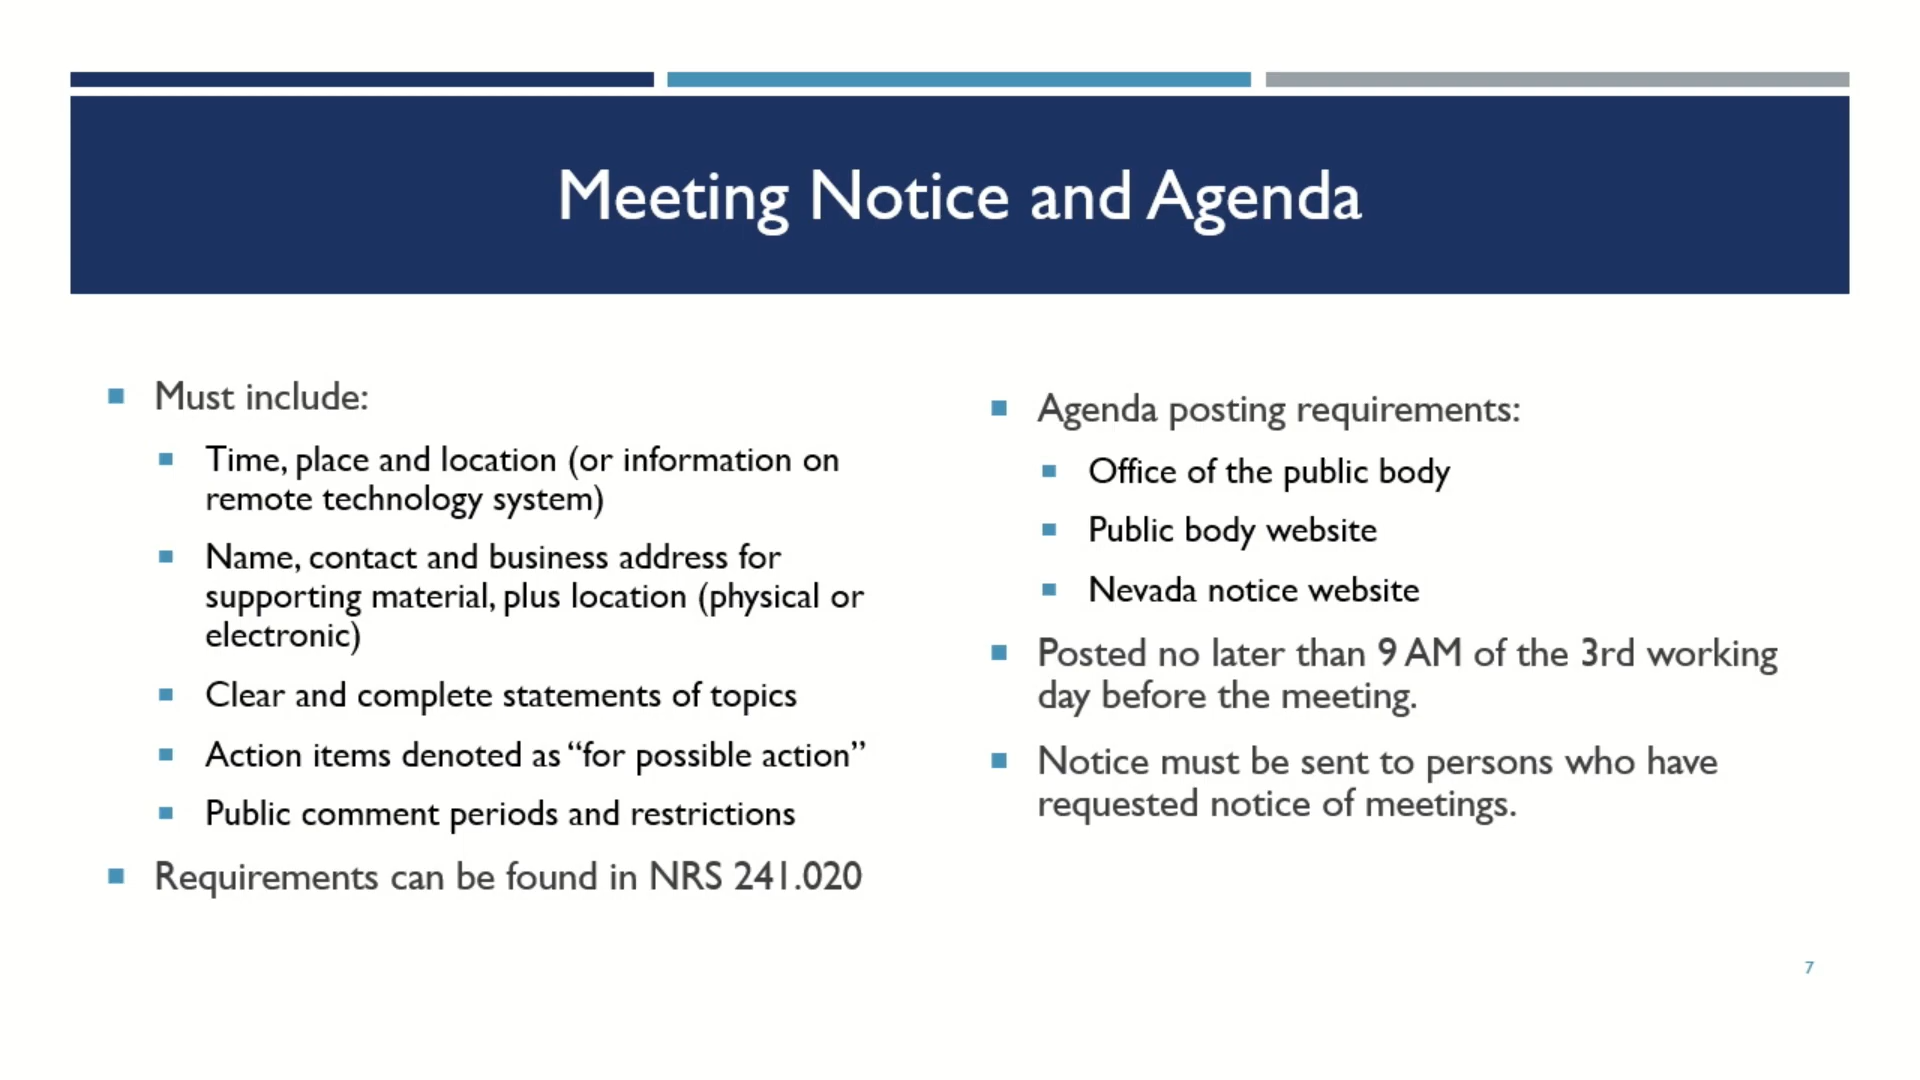 Meeting Notice and Agenda
Must include:
Time, place and location (or information on
remote technology system)
Name, contact and business address for
supporting material, plus location (physical or
electronic)
Clear and complete statements of topics
Action items denoted as “for possible action”
Public comment periods and restrictions
Requirements can be found in NRS 241.020
Agenda posting requirements:
Office of the public body
Public body website
Nevada notice website
Posted no later than 9 AM of the 3rd working
day before the meeting.
Notice must be sent to persons who have
requested notice of meetings.
7